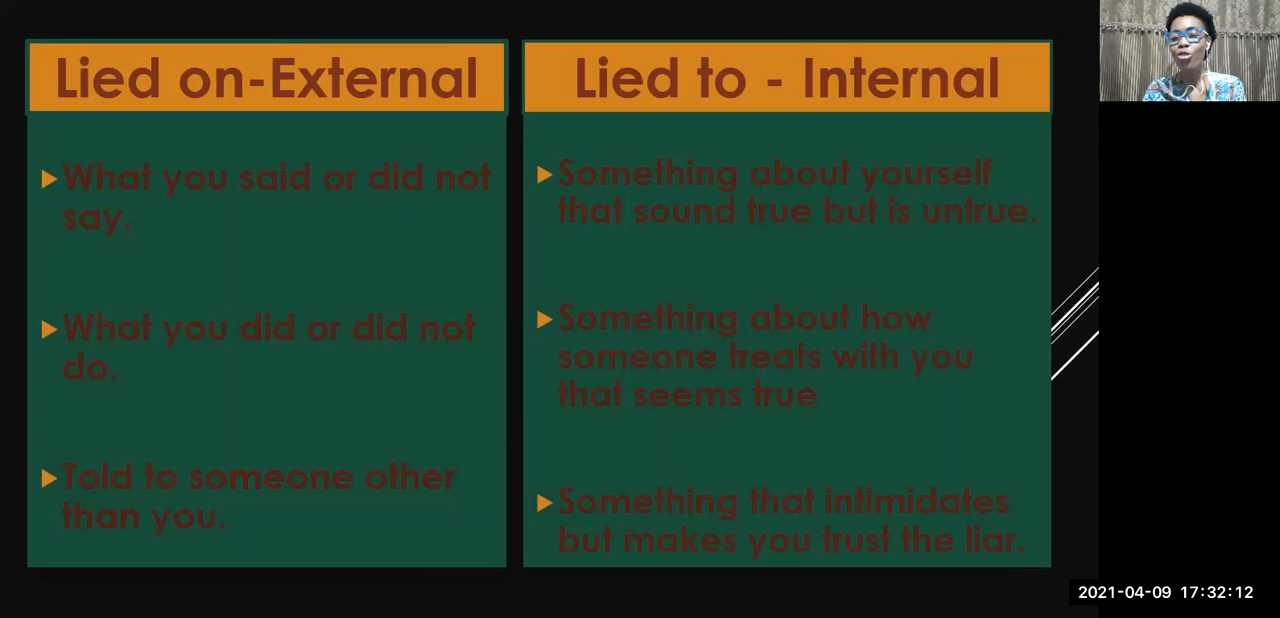 Lied on-External
What you said or did not
say.
What you did or did not
do.
Told to someone other
than you.
Lied to - Internal
Something about yourself
that sound true but is untrue.
Something about how
someone treats with you
that seems true
Something that intimidates
but makes you trust the liar.
2021-04-09 17:32:12